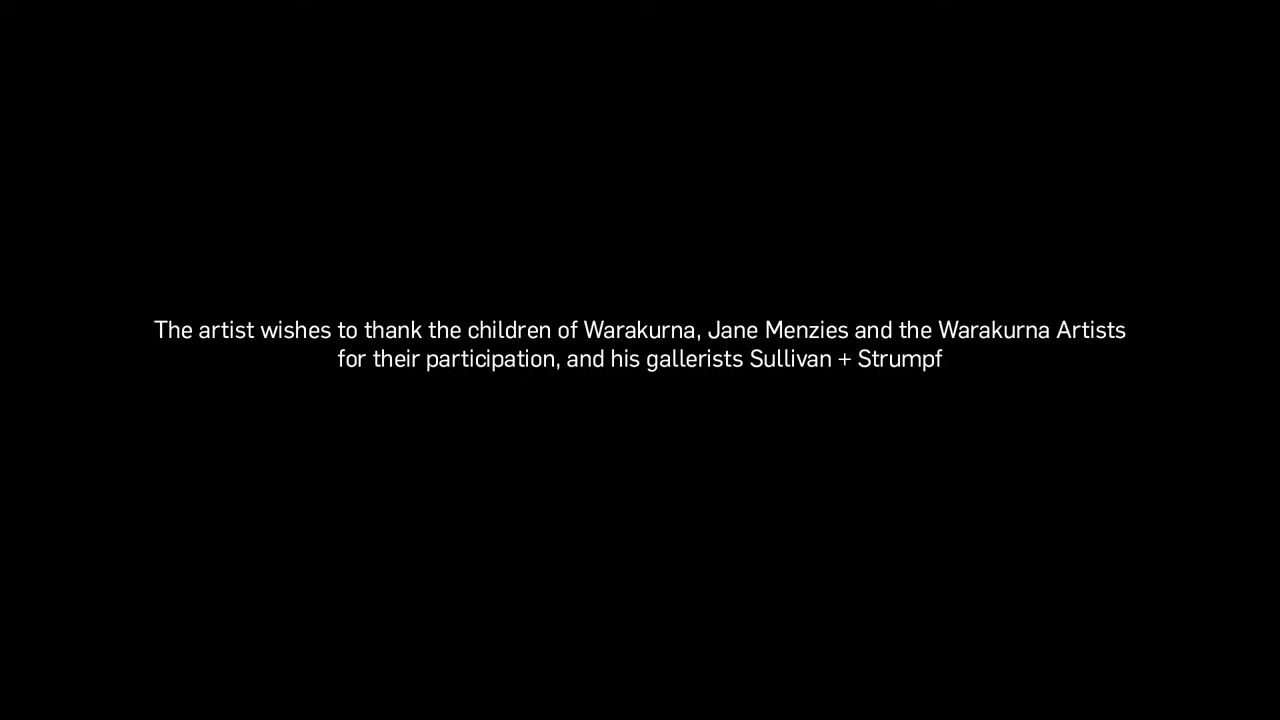 The artist wishes to thank the children of Warakurna, Jane Menzies and the Warakurna Artists
for their participation, and his gallerists Sullivan + Strumpf